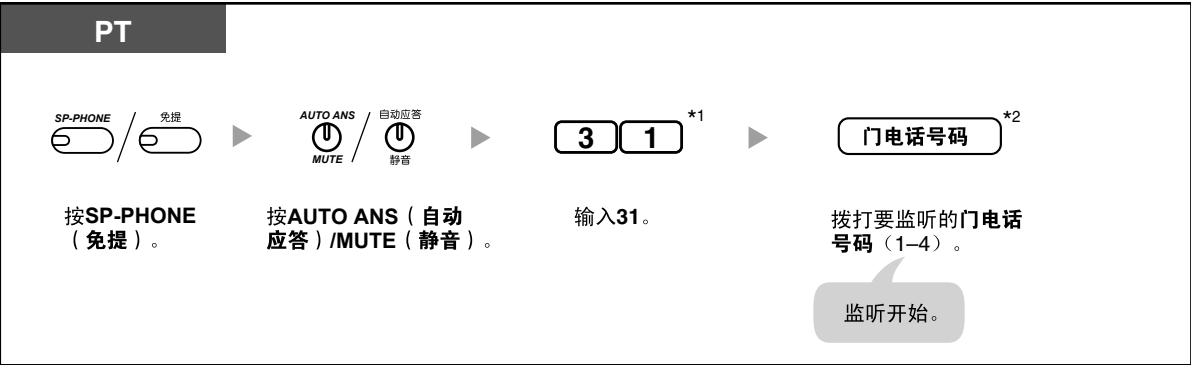 PT
SP-PHONE / 免提
AUTO ANS / 自动应答
MUTE / 静音
3 1 *1
门电话号码 *2
按SP-PHONE
（免提）。
按AUTO ANS（自动
应答）/MUTE（静音）。
输入31。
拨打要监听的门电话
号码（1–4）。
监听开始。